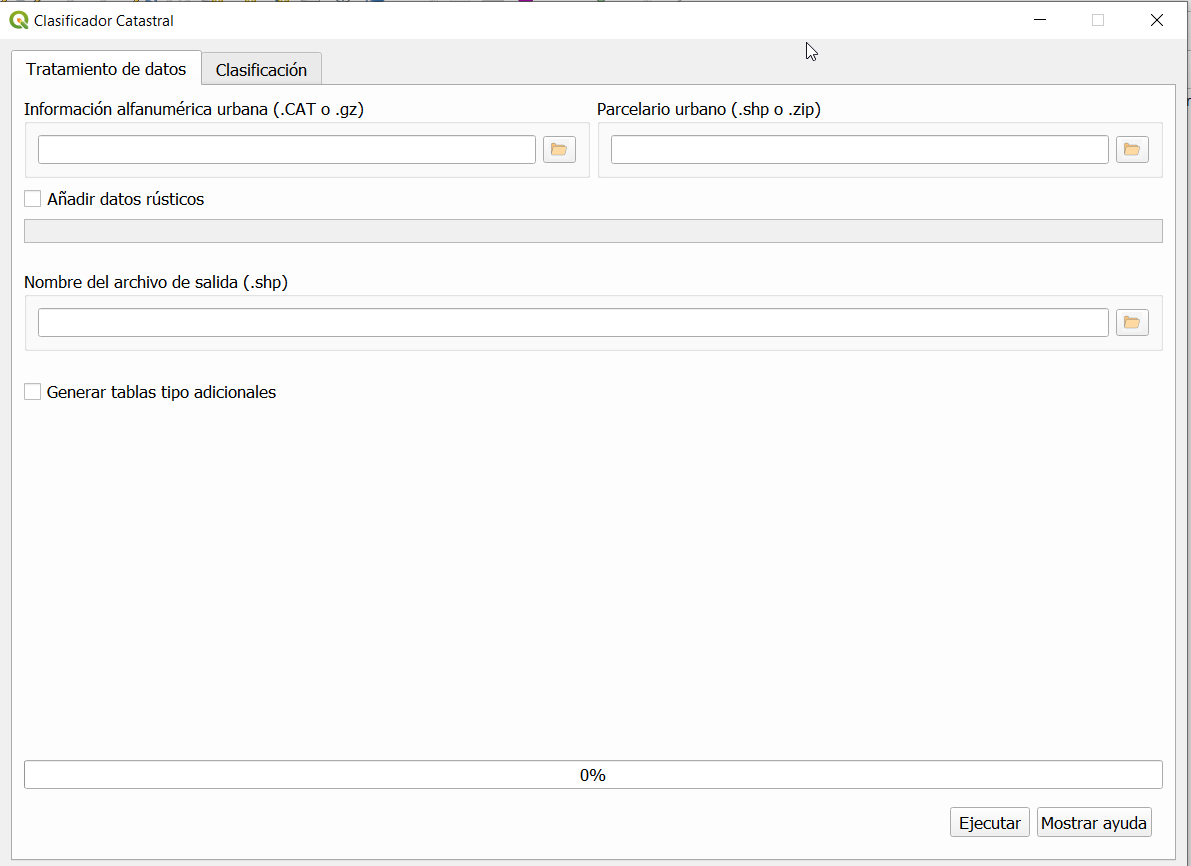 Clasificador Catastral
Tratamiento de datos
Clasificación
Información alfanumérica urbana (.CAT o .gz)
Parcelario urbano (.shp o .zip)
Añadir datos rústicos
Nombre del archivo de salida (.shp)
Generar tablas tipo adicionales
0%
Ejecutar
Mostrar ayuda